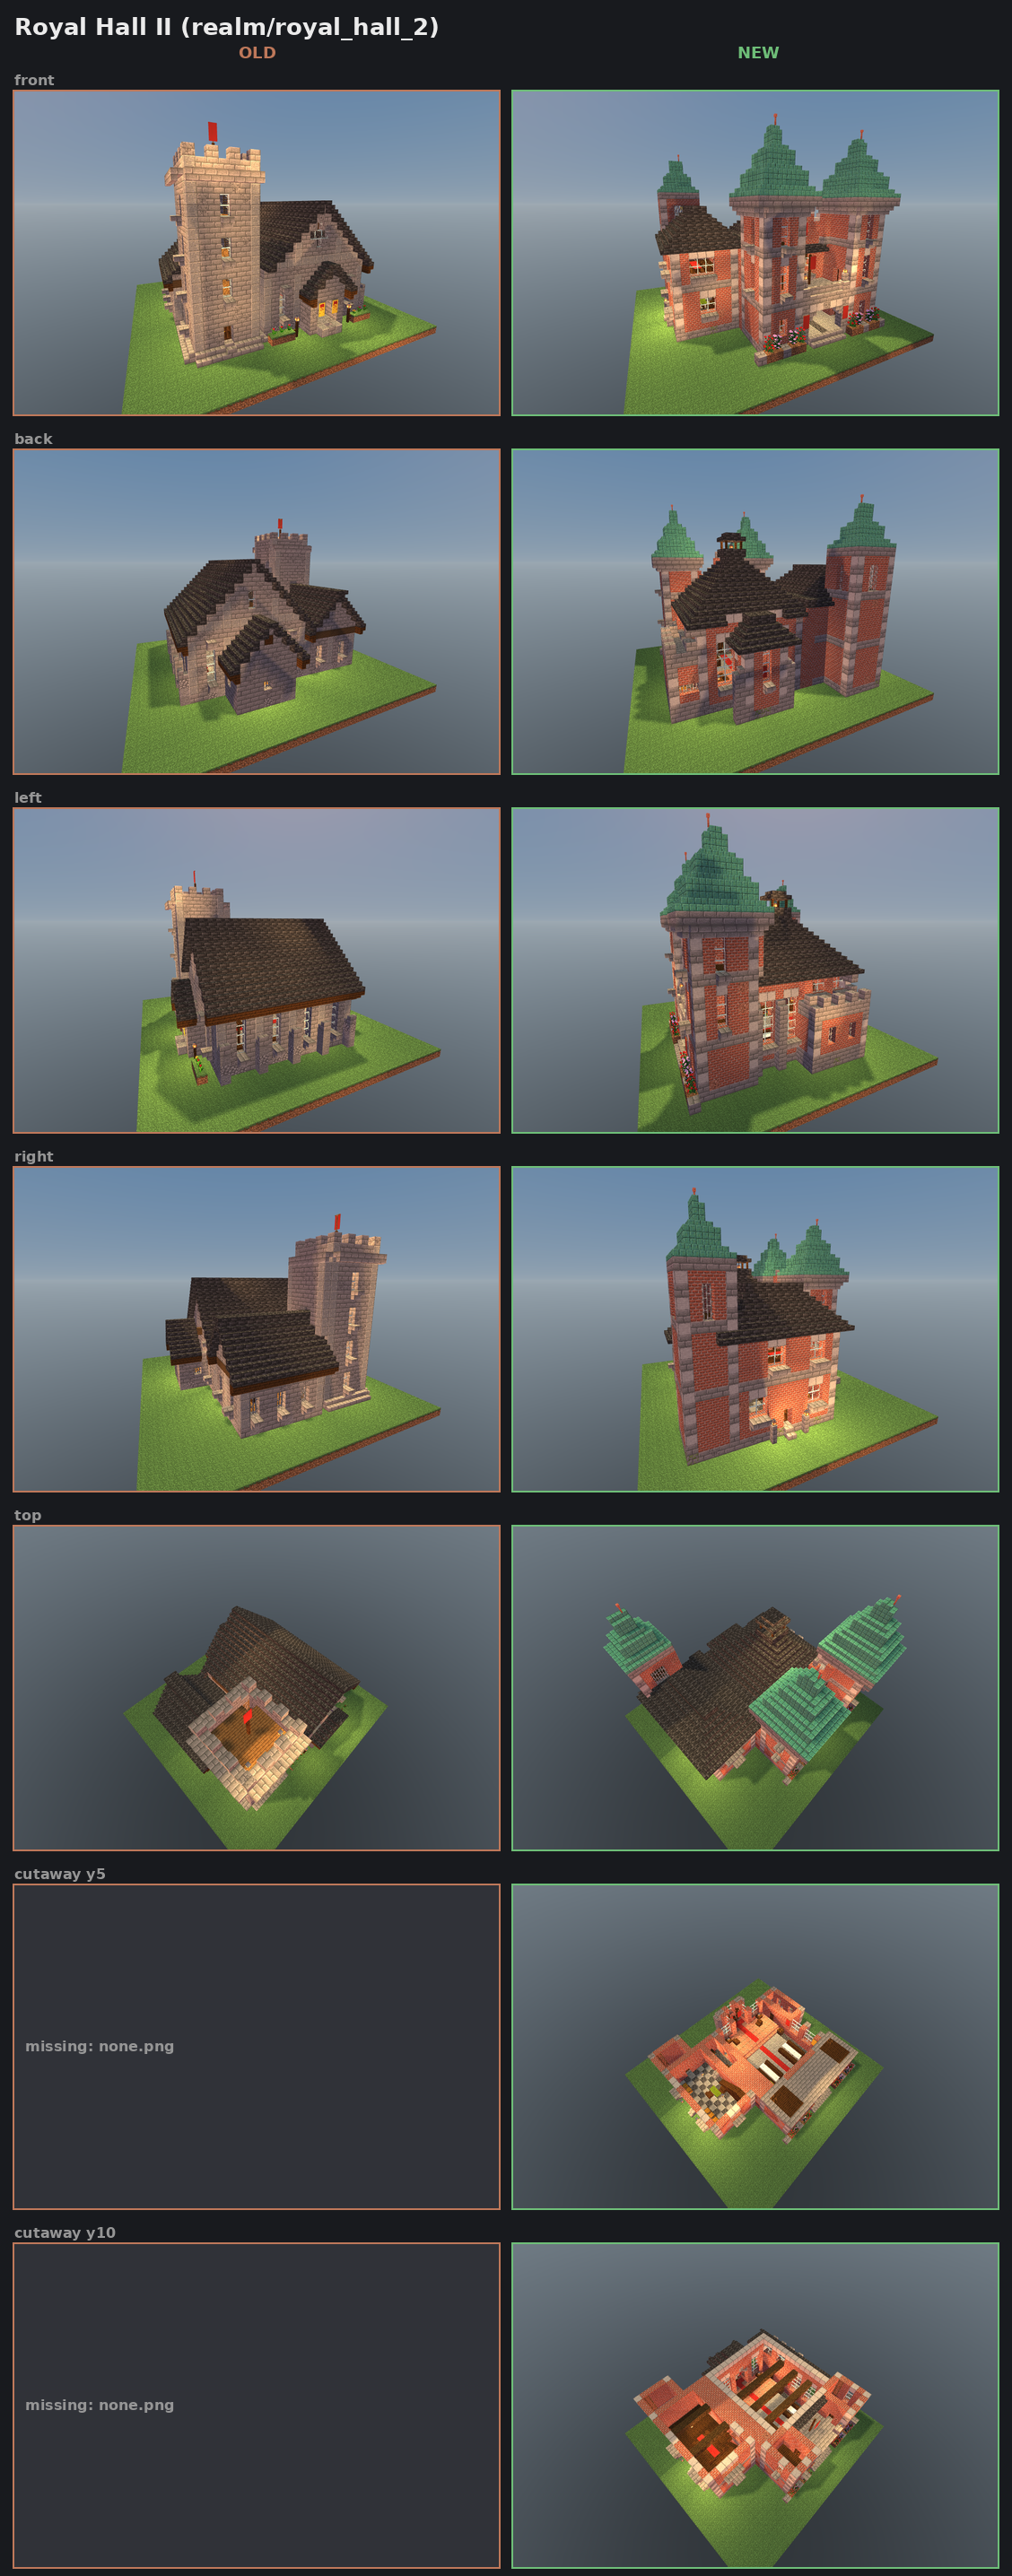 Royal Hall II (realm/royal_hall_2)
OLD NEW
front
back
left
right
top
cutaway y5
missing: none.png
cutaway y10
missing: none.png